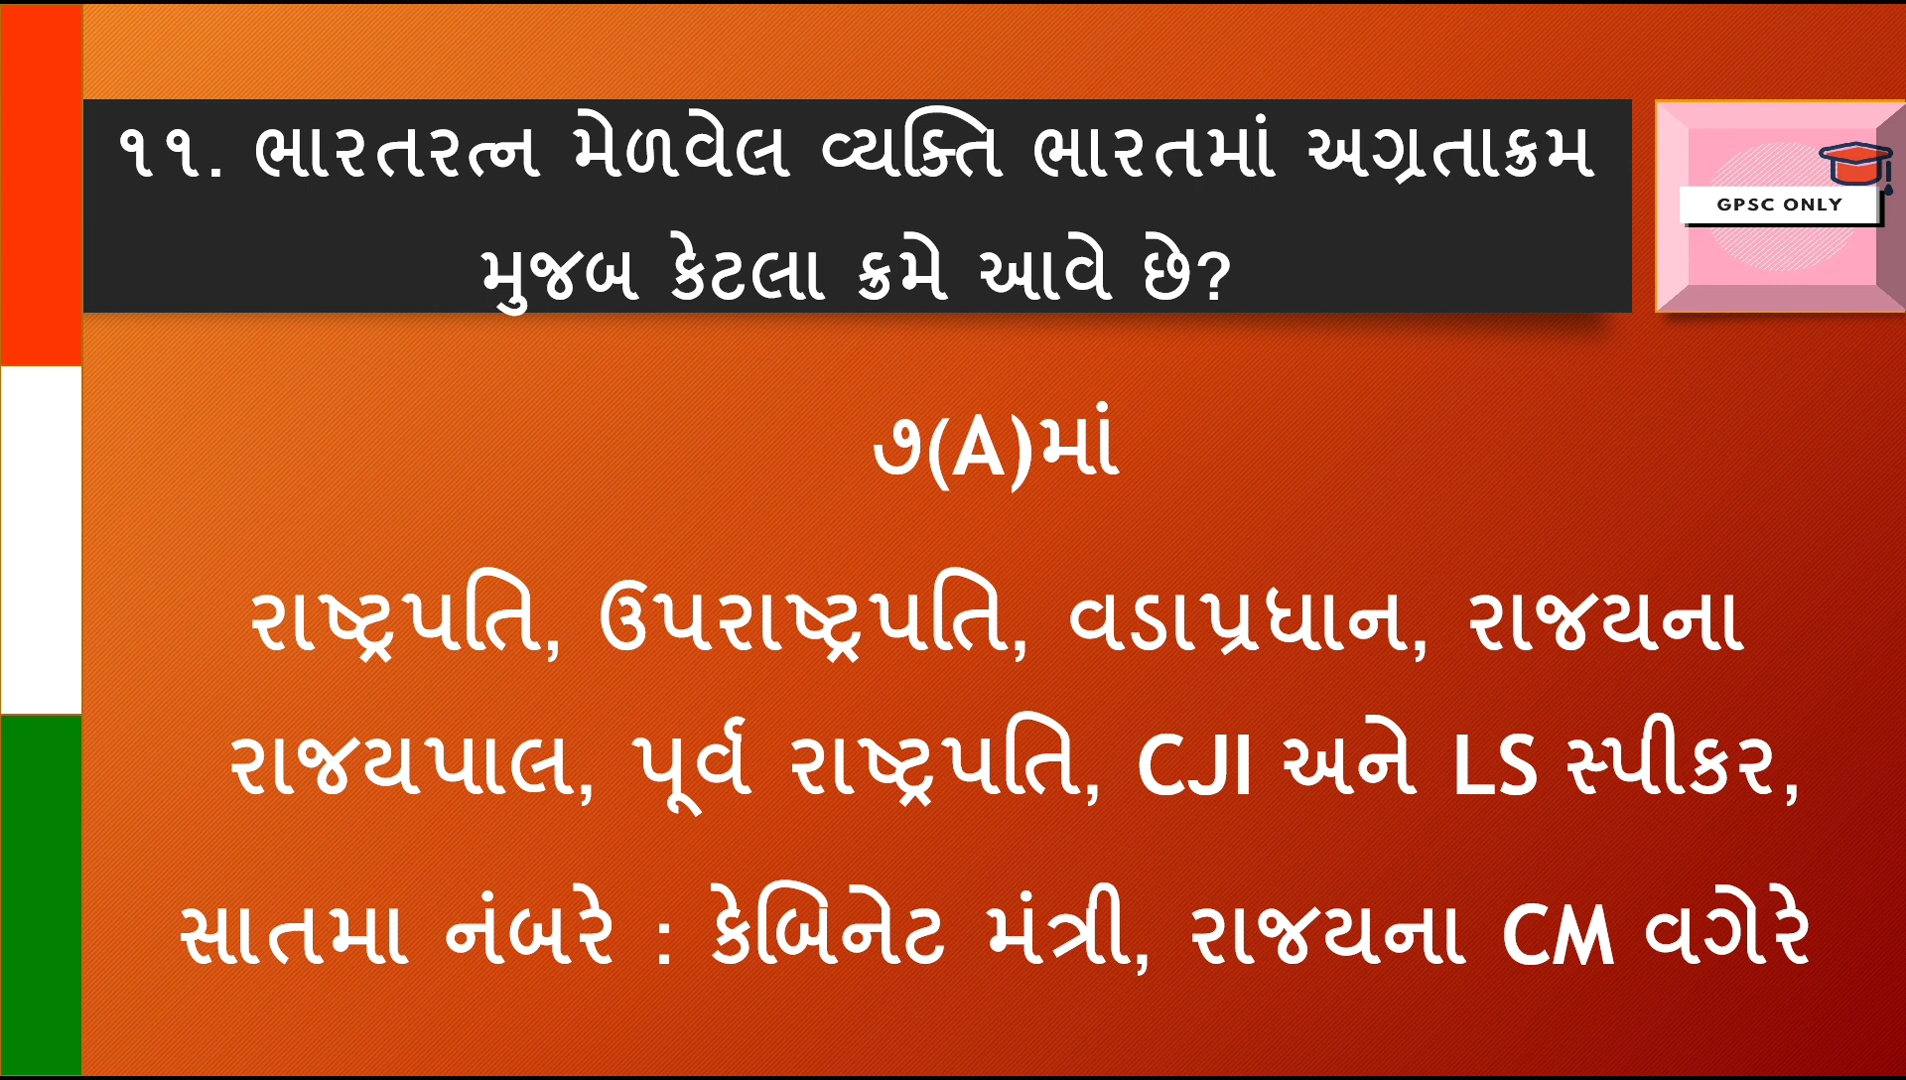 ૧૧. ભારતરત્ન મેળવેલ વ્યક્તિ ભારતમાં અગ્રતાક્રમ
મુજબ કેટલા ક્રમે આવે છે?
GPSC ONLY
૭(A)માં
રાષ્ટ્રપતિ, ઉપરાષ્ટ્રપતિ, વડાપ્રધાન, રાજયના
રાજયપાલ, પૂર્વ રાષ્ટ્રપતિ, CJI અને LS સ્પીકર,
સાતમા નંબરે : કેબિનેટ મંત્રી, રાજયના CM વગેરે